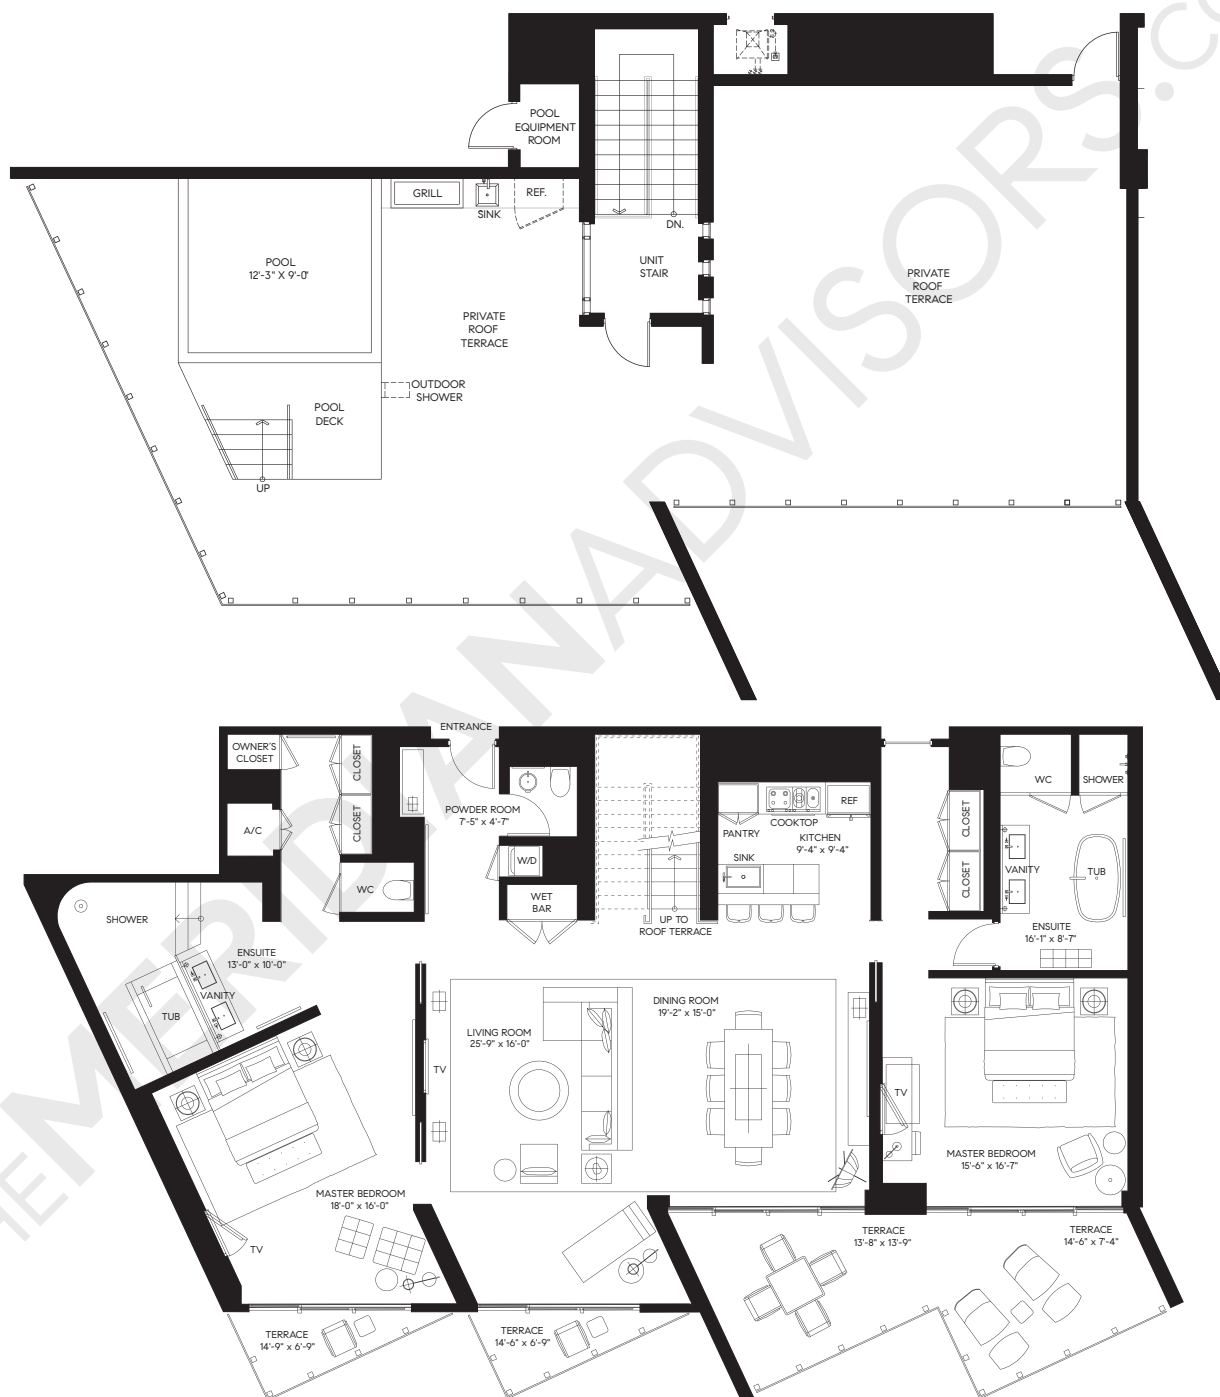 POOL
EQUIPMENT
ROOM
GRILL
SINK
REF.
DN.
UNIT
STAIR
POOL
12'-3" X 9'-0"
PRIVATE
ROOF
TERRACE
PRIVATE
ROOF
TERRACE
OUTDOOR
SHOWER
POOL
DECK
UP
THEMERIDIANADVISORS.CO
ENTRANCE
OWNER'S
CLOSET
CLOSET
CLOSET
A/C
WC
POWDER ROOM
7'-5" x 4'-7"
W/D
WET
BAR
UP TO
ROOF TERRACE
PANTRY
COOKTOP
REF
KITCHEN
9'-4" x 9'-4"
SINK
CLOSET
CLOSET
WC
SHOWER
VANITY
TUB
ENSUITE
16'-1" x 8'-7"
SHOWER
ENSUITE
13'-0" x 10'-0"
VANITY
TUB
LIVING ROOM
25'-9" x 16'-0"
DINING ROOM
19'-2" x 15'-0"
TV
TV
MASTER BEDROOM
15'-6" x 16'-7"
MASTER BEDROOM
18'-0" x 16'-0"
TV
TERRACE
13'-8" x 13'-9"
TERRACE
14'-6" x 7'-4"
TERRACE
14'-9" x 6'-9"
TERRACE
14'-6" x 6'-9"